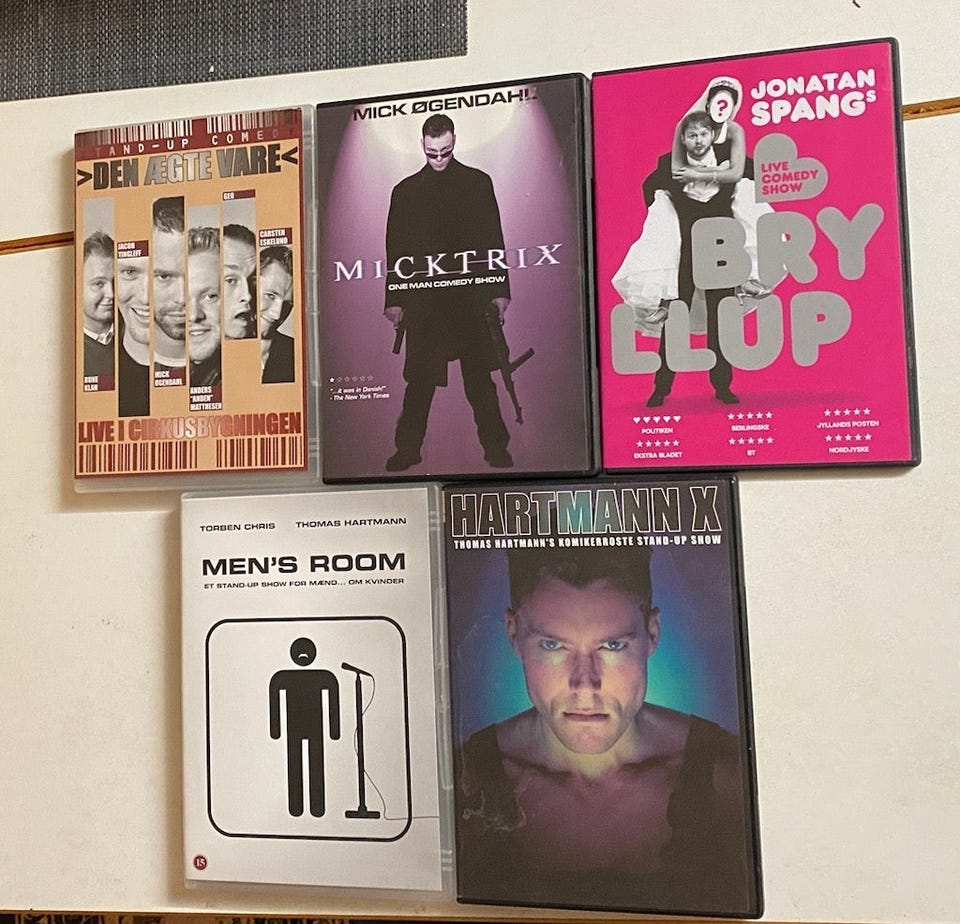 STAND-UP COMEDY
>DEN ÆGTE VARE<
GEO
JACOB
TINGLEFF
CARSTEN
ESKELUND
RUNE
KLAN
MICK
ØGENDAHL
ANDERS
"ANDEN"
MATTHESEN
LIVE I CIRKUSBYGNINGEN
MICK ØGENDAHL
MICKTRIX
ONE MAN COMEDY SHOW
★☆☆☆☆☆
"...it was in Danish!"
- The New York Times
JONATAN
SPANGS
?
LIVE
COMEDY
SHOW
BRY
LLUP
♥♥♥♥♥
POLITIKEN
★★★★★
BERLINGSKE
★★★★★
JYLLANDS POSTEN
★★★★★
EKSTRA BLADET
★★★★★
BT
★★★★★
NORDJYSKE
TORBEN CHRIS THOMAS HARTMANN
MEN'S ROOM
ET STAND-UP SHOW FOR MÆND... OM KVINDER
15
HARTMANN X
THOMAS HARTMANN'S KOMIKERROSTE STAND-UP SHOW